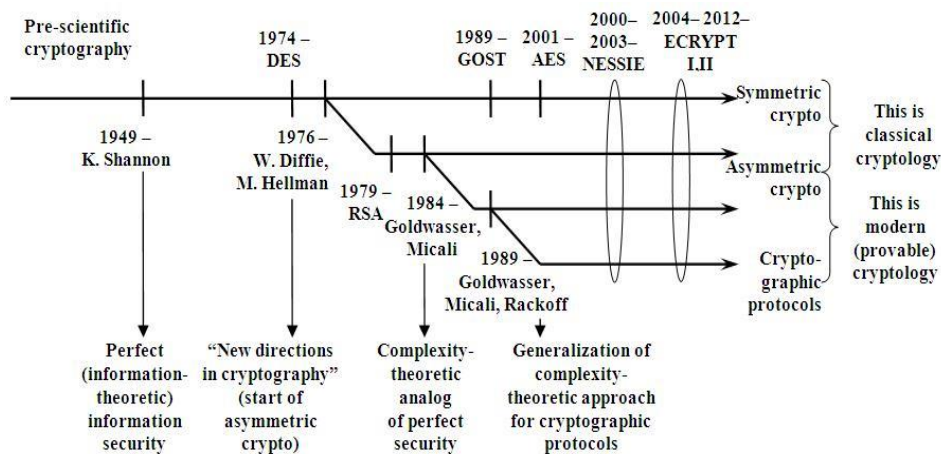 Pre-scientific
cryptography
1974 –
DES
1989 –
GOST
2001 –
AES
2000–
2003–
NESSIE
2004– 2012–
ECRYPT
I.II
Symmetric
crypto
This is
classical
cryptology
1949 –
K. Shannon
1976 –
W. Diffie,
M. Hellman
Asymmetric
crypto
1979 –
RSA
1984 –
Goldwasser,
Micali
This is
modern
(provable)
cryptology
1989 –
Goldwasser,
Micali, Rackoff
Crypto-
graphic
protocols
Perfect
(information-
theoretic)
information
security
“New directions
in cryptography”
(start of
asymmetric
crypto)
Complexity-
theoretic
analog
of perfect
security
Generalization of
complexity-
theoretic approach
for cryptographic
protocols